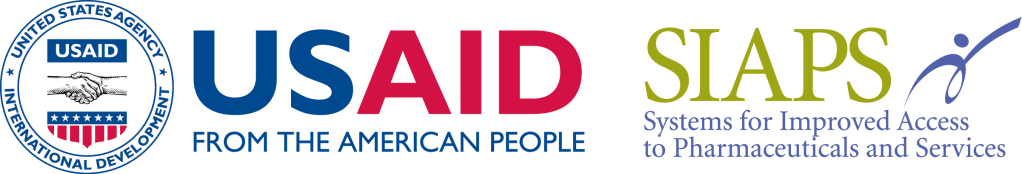 UNITED STATES AGENCY
USAID
INTERNATIONAL DEVELOPMENT
USAID
FROM THE AMERICAN PEOPLE
SIAPS
Systems for Improved Access
to Pharmaceuticals and Services